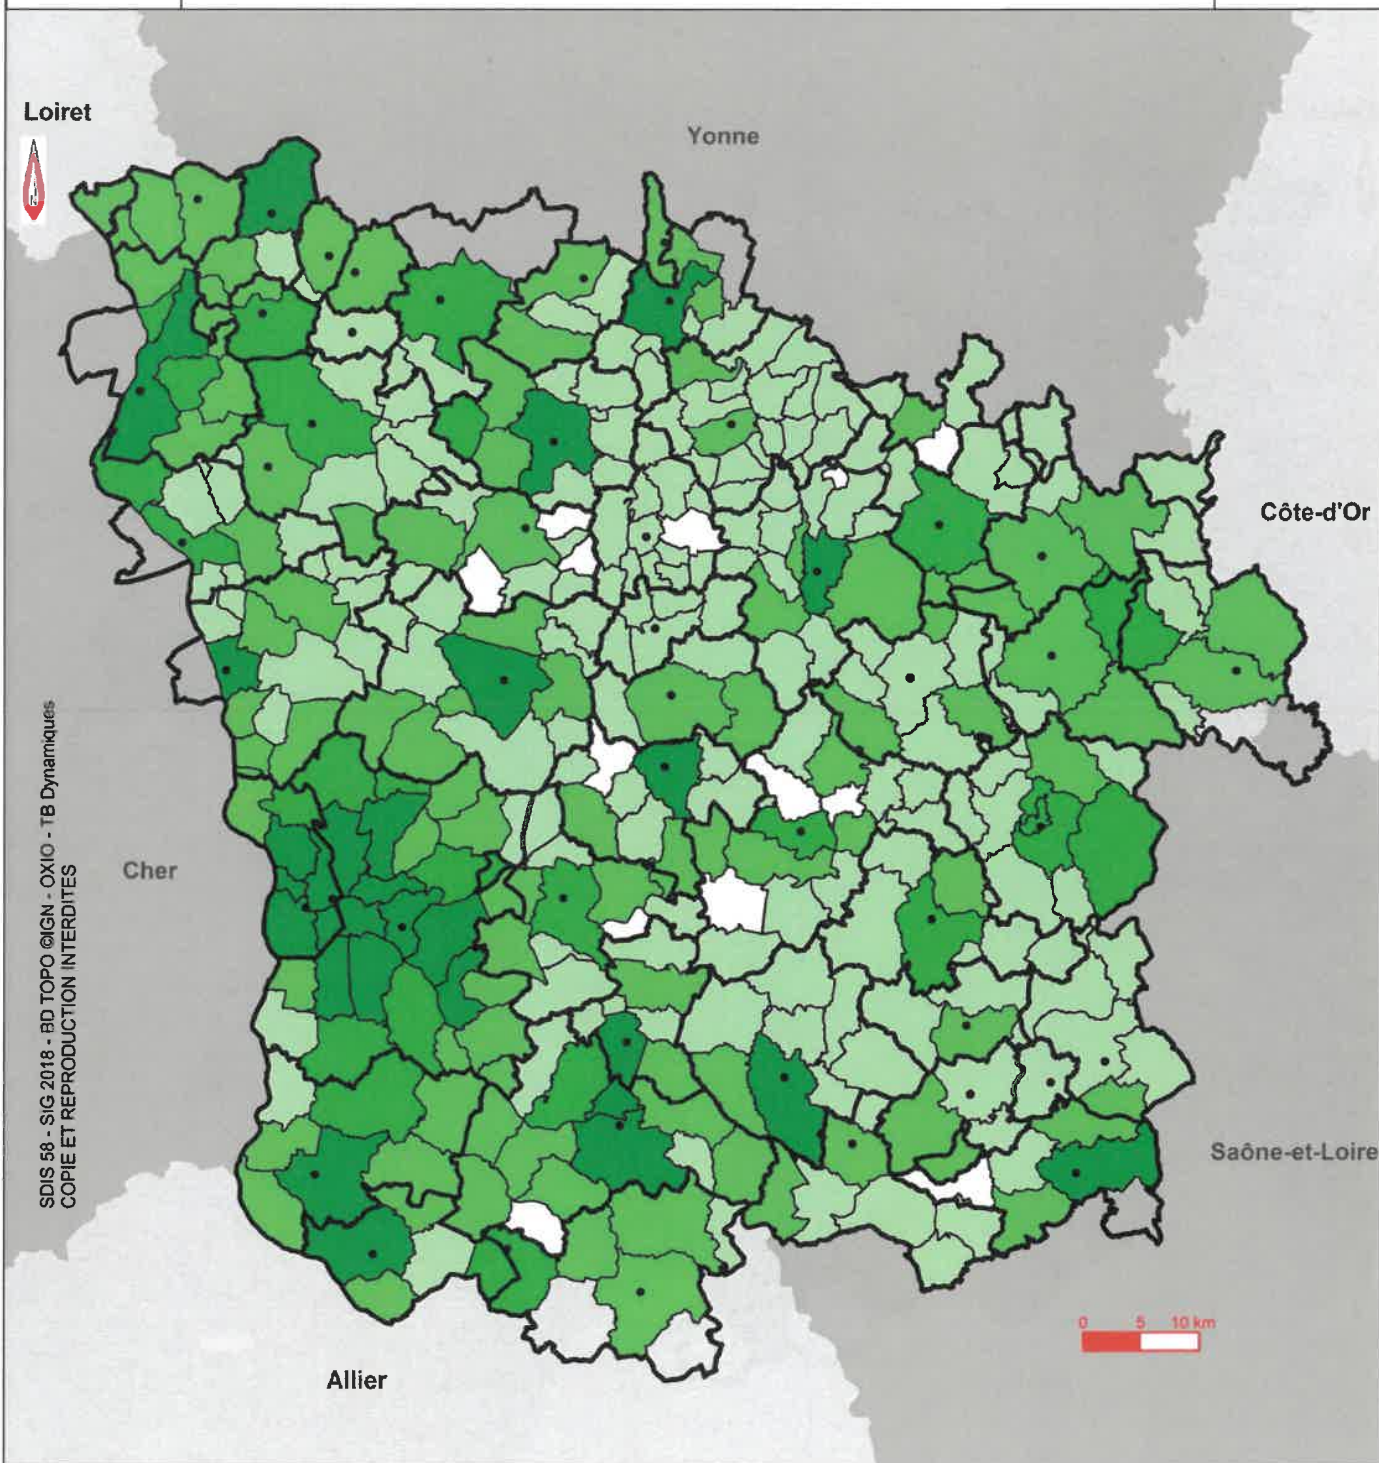 Loiret
Yonne
Côte-d'Or
Cher
SDIS 58 - SIG 2018 - BD TOPO ©IGN - OXIO - TB Dynamiques
COPIE ET REPRODUCTION INTERDITES
Saône-et-Loire
0 5 10 km
Allier